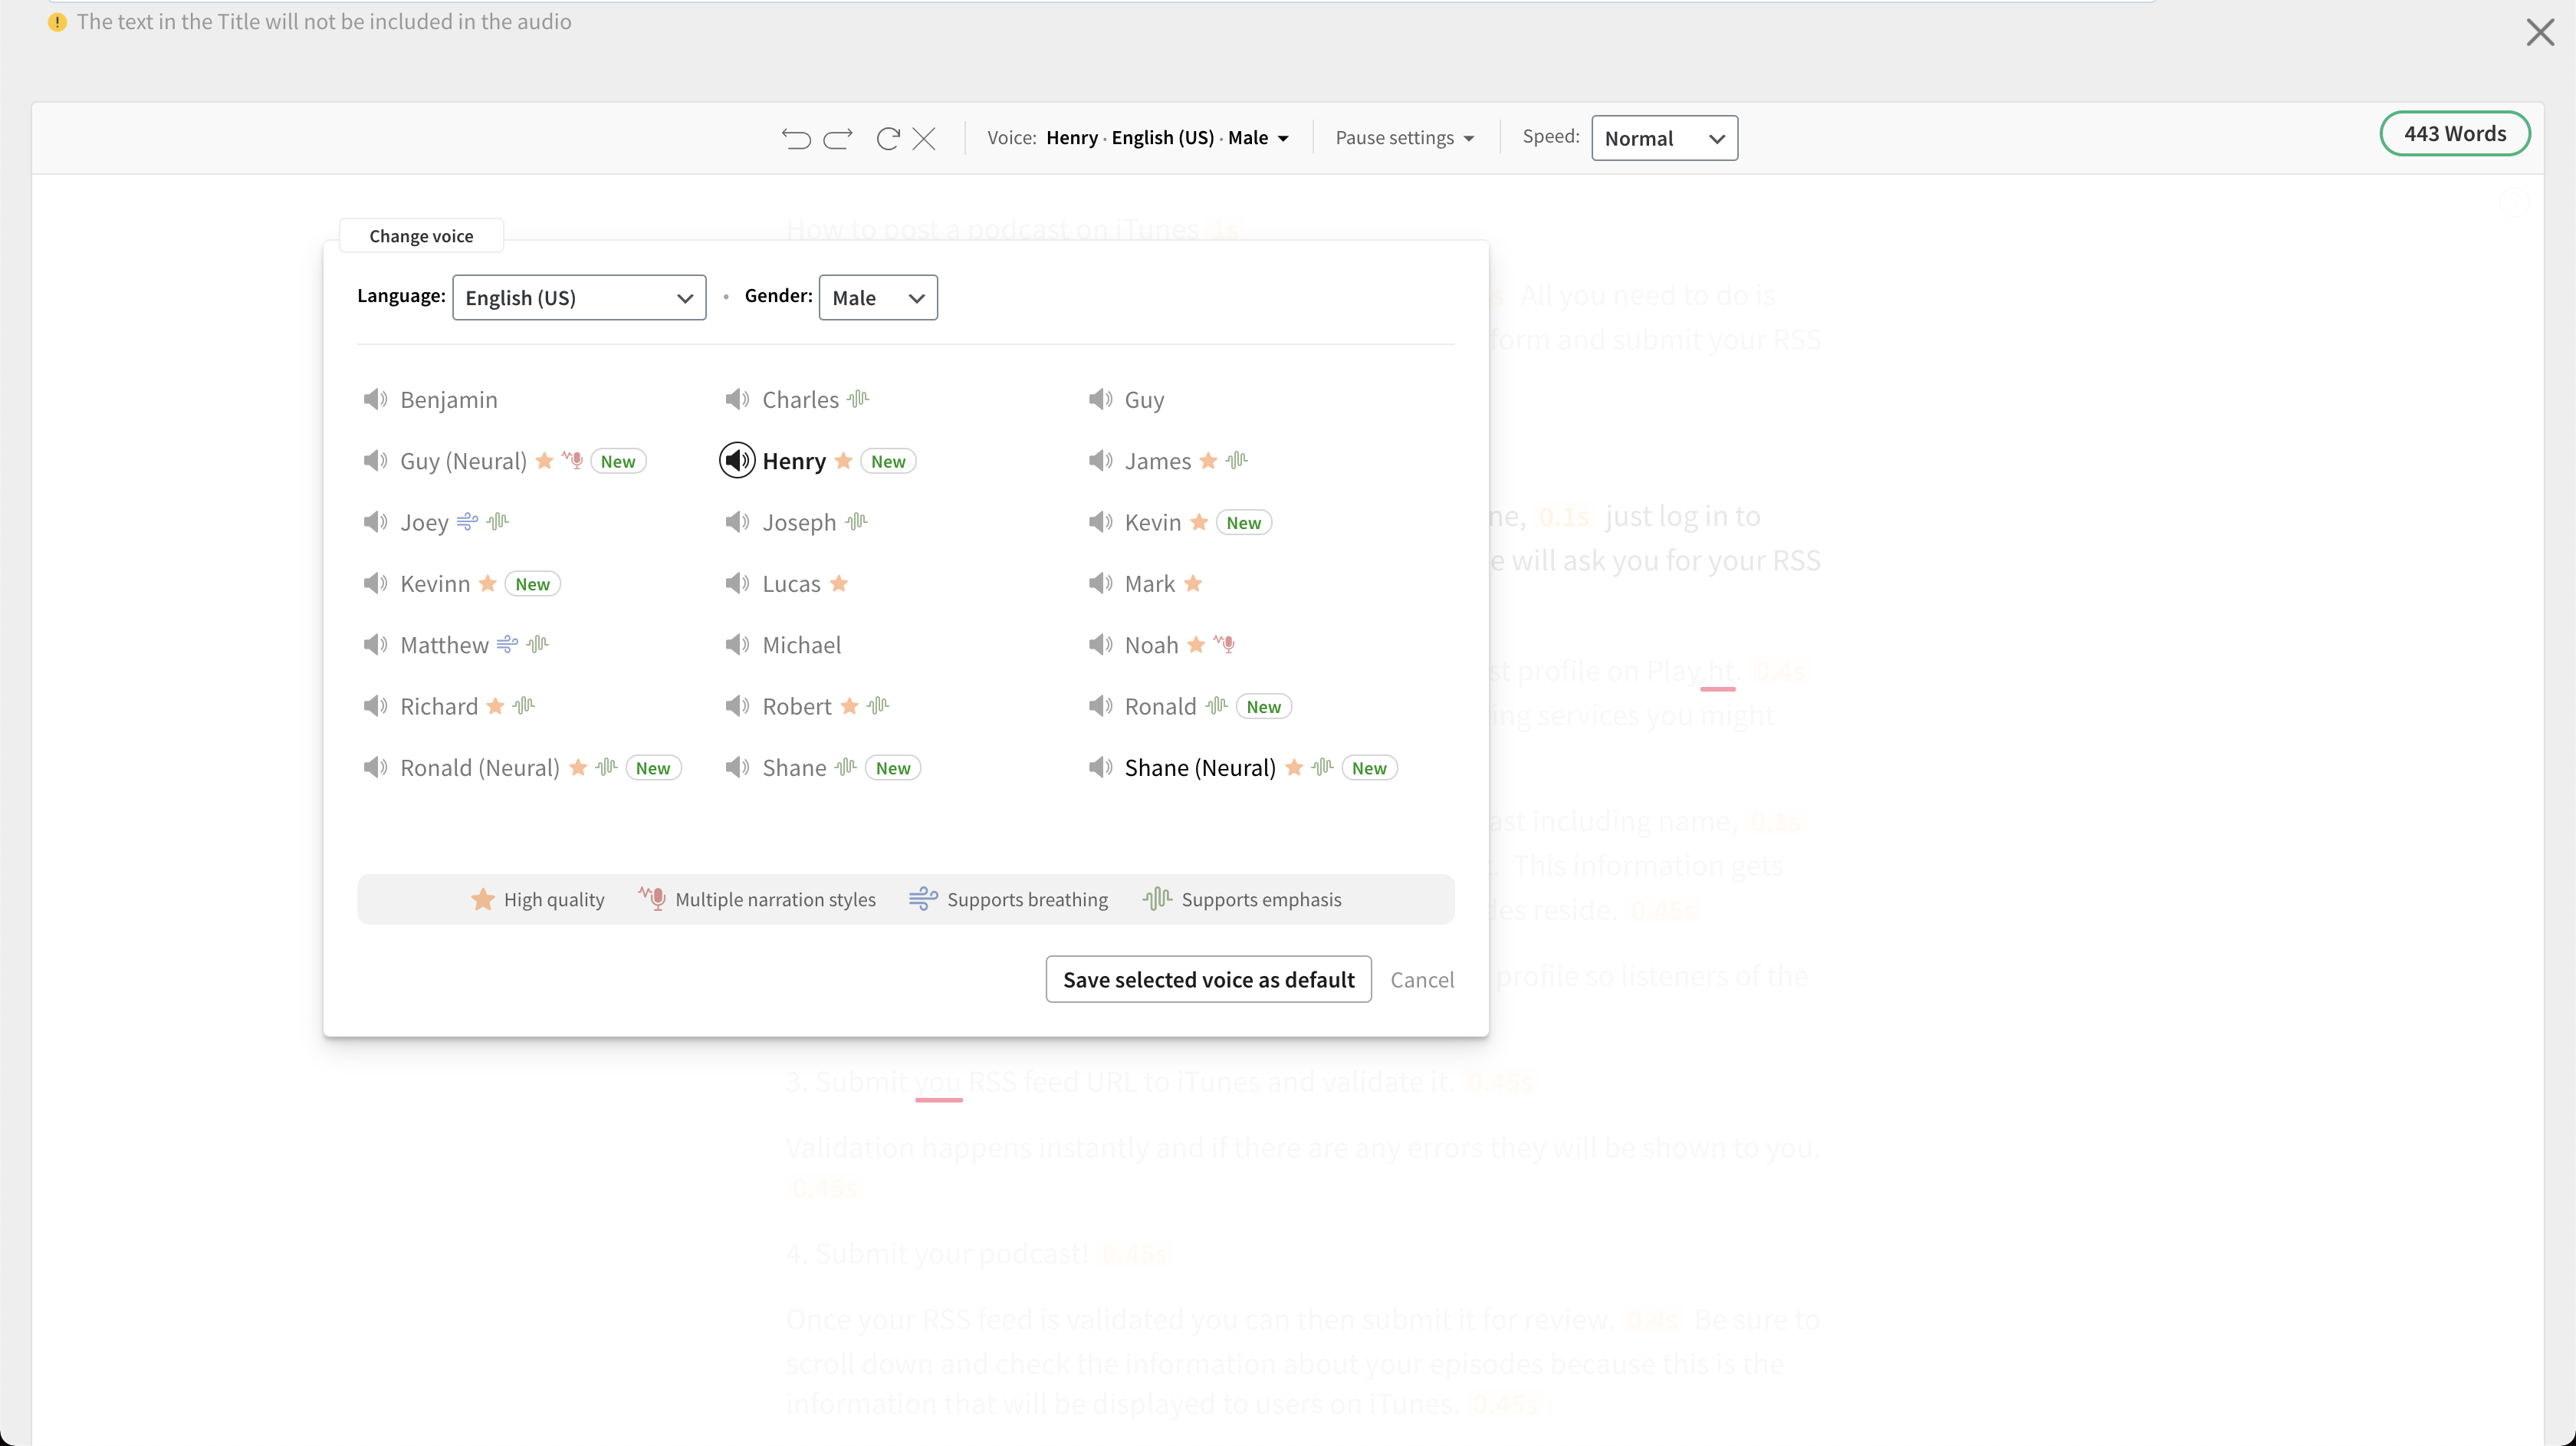 The text in the Title will not be included in the audio
Voice: Henry · English (US) · Male
Pause settings
Speed: Normal
443 Words
How to post a podcast on iTunes 1s
Change voice
Language: English (US) • Gender: Male
All you need to do is
form and submit your RSS
Benjamin
Charles
Guy
Guy (Neural) New
Henry New
James
Joey
Joseph
Kevin New
ne, 0.1s just log in to
e will ask you for your RSS
Kevinn New
Lucas
Mark
Matthew
Michael
Noah
st profile on Play.ht. 0.4s
ing services you might
Richard
Robert
Ronald New
Ronald (Neural) New
Shane New
Shane (Neural) New
ast including name, 0.1s
This information gets
des reside. 0.45s
High quality
Multiple narration styles
Supports breathing
Supports emphasis
profile so listeners of the
Save selected voice as default
Cancel
3. Submit you RSS feed URL to iTunes and validate it. 0.45s
Validation happens instantly and if there are any errors they will be shown to you.
0.45s
4. Submit your podcast! 0.45s
Once your RSS feed is validated you can then submit it for review. 0.4s Be sure to
scroll down and check the information about your episodes because this is the
information that will be displayed to users on iTunes. 0.45s